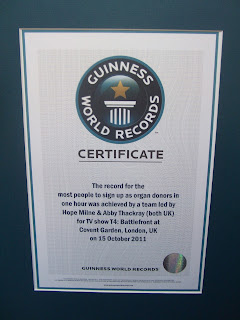 GUINNESS
WORLD RECORDS
CERTIFICATE
The record for the
most people to sign up as organ donors in
one hour was achieved by a team led by
Hope Milne & Abby Thackray (both UK)
for TV show T4: Battlefront at
Covent Garden, London, UK
on 15 October 2011
GUINNESS WORLD RECORDS